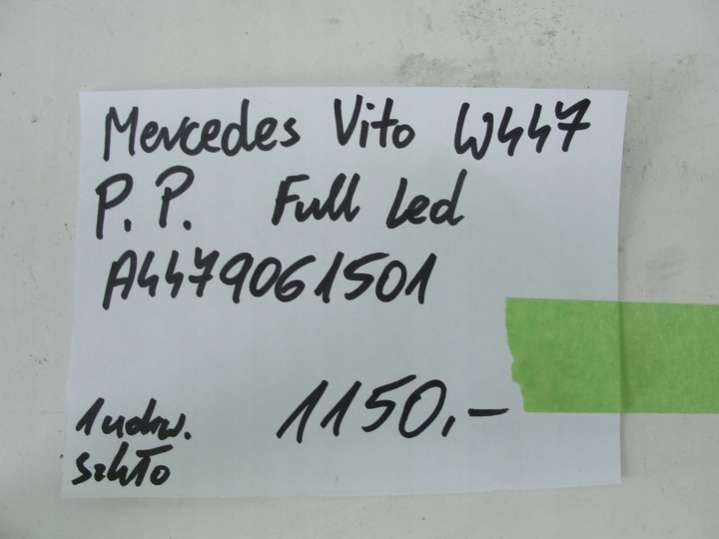 Mercedes Vito W447
P.P. Full Led
A4479061501
1150,-
1 uchw.
szkło